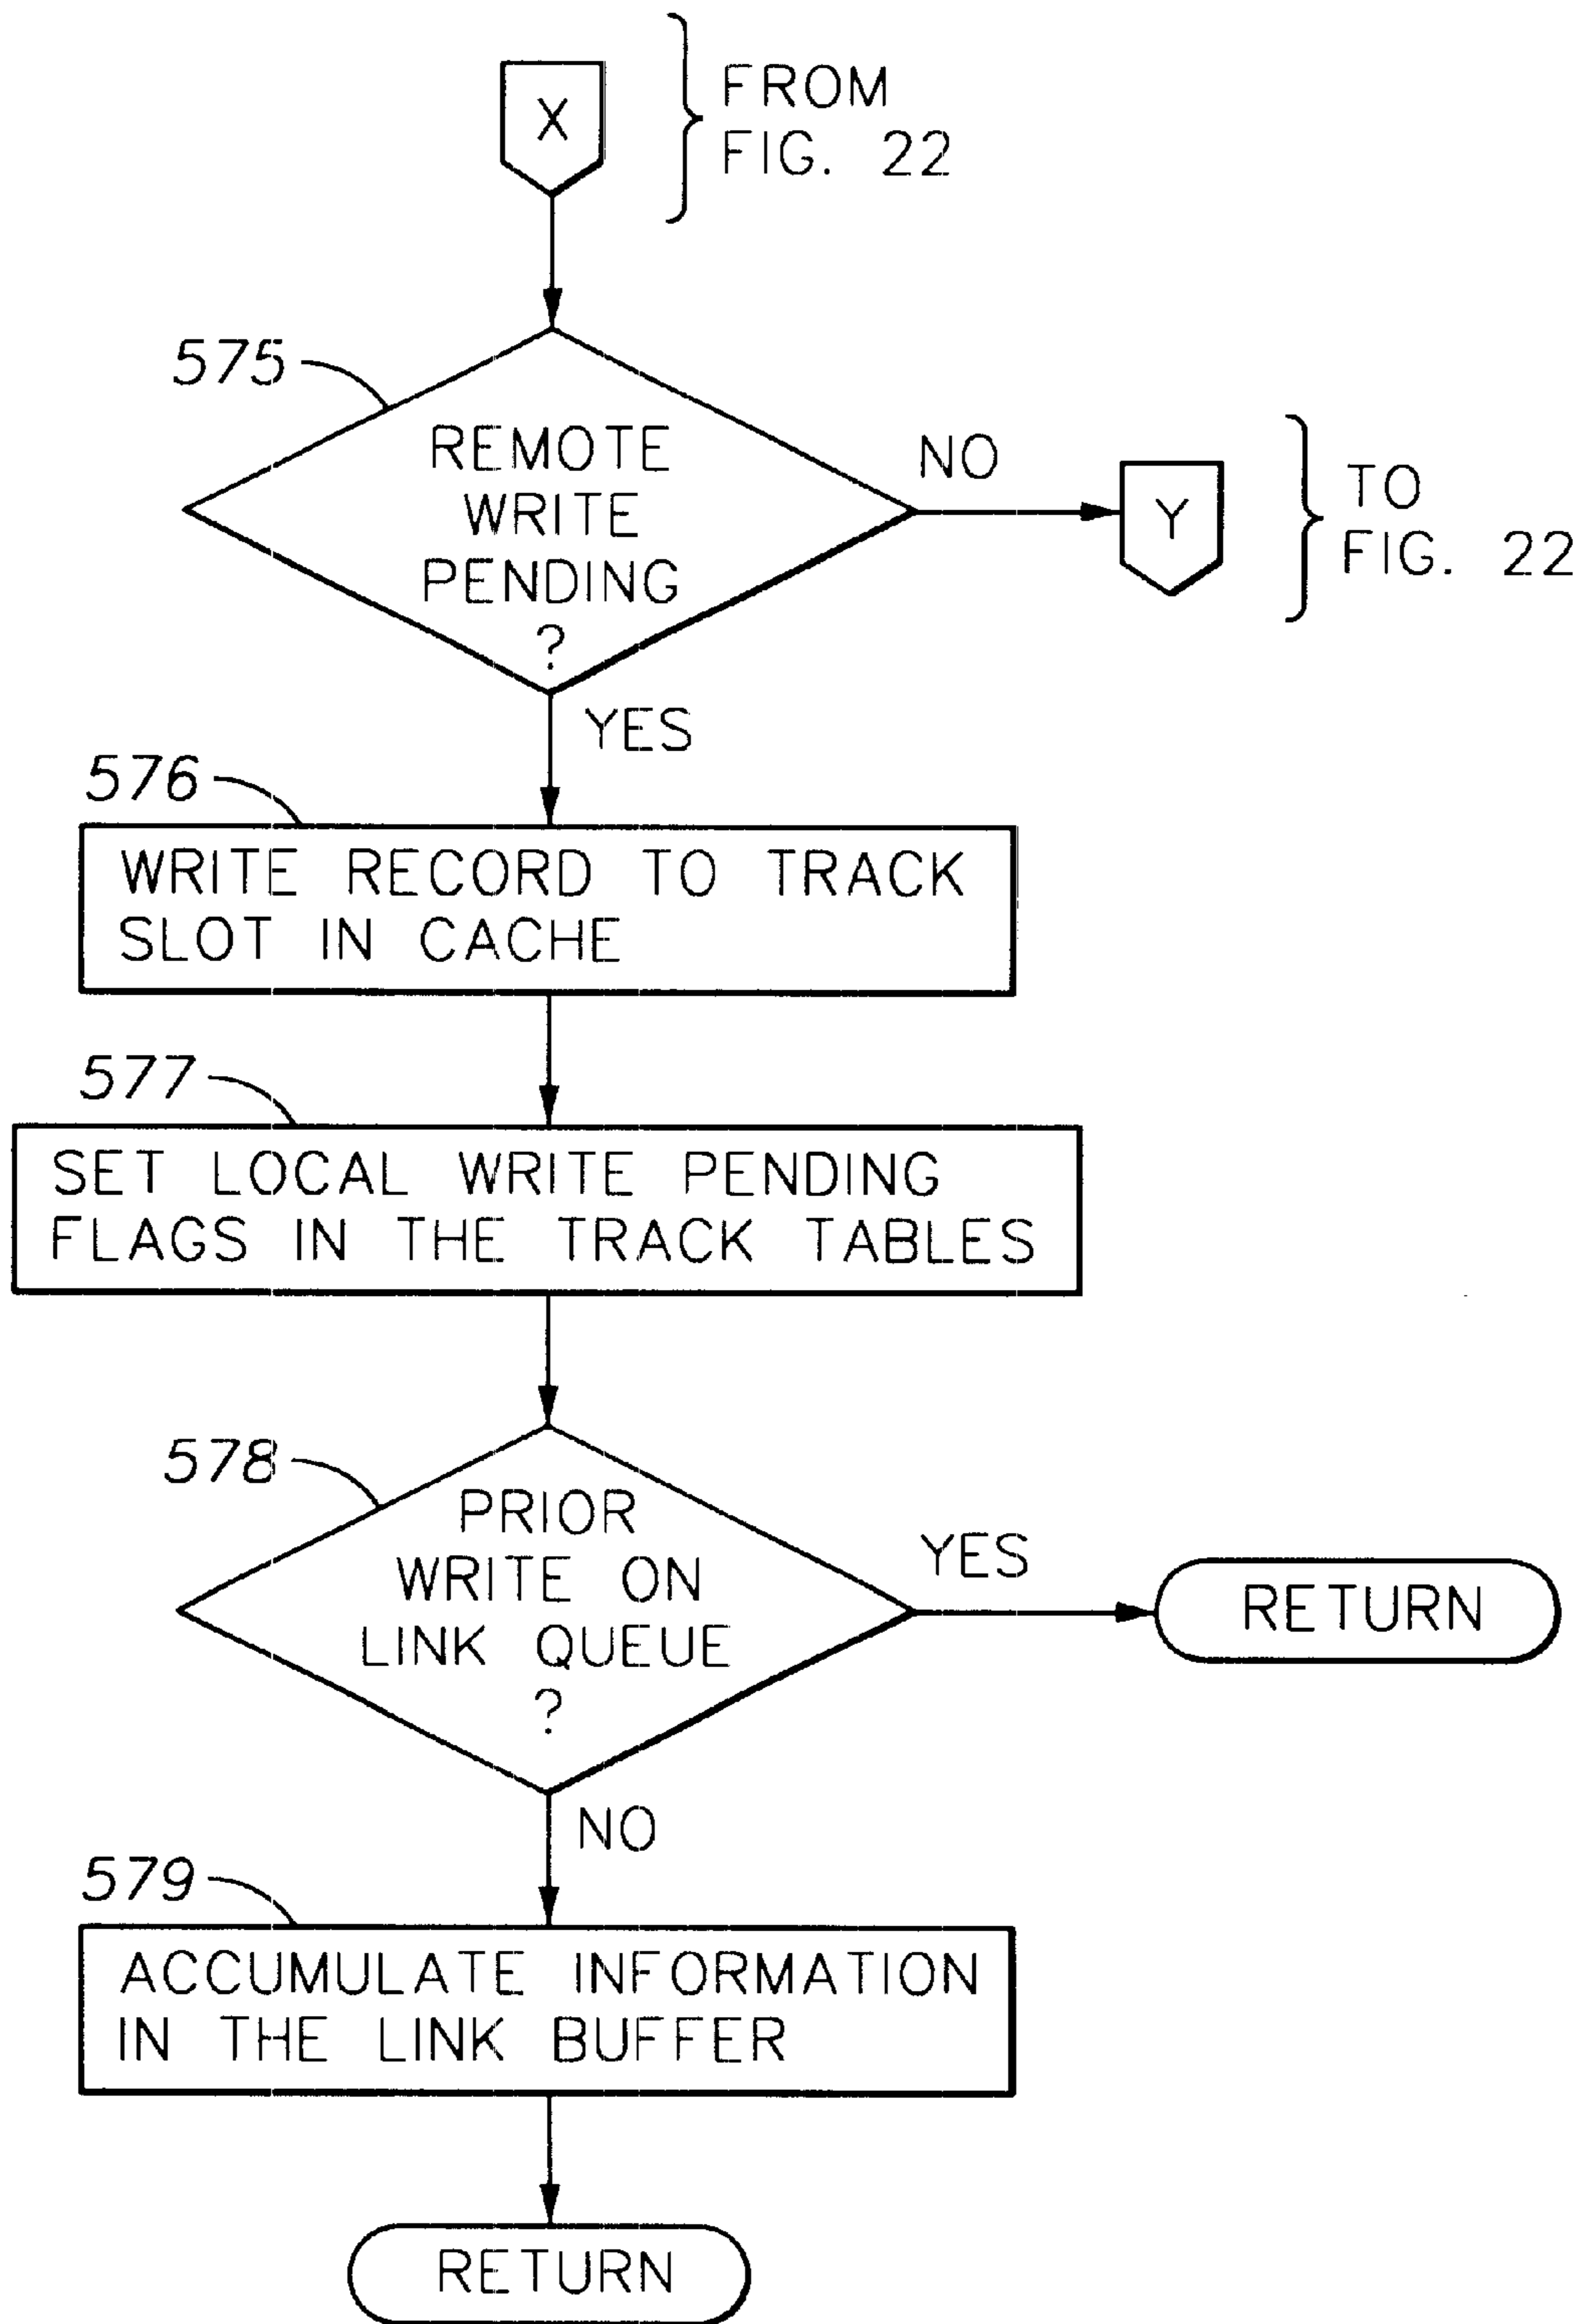 X
FROM
FIG. 22
575
REMOTE
WRITE
PENDING
?
NO
Y
TO
FIG. 22
YES
576
WRITE RECORD TO TRACK
SLOT IN CACHE
577
SET LOCAL WRITE PENDING
FLAGS IN THE TRACK TABLES
578
PRIOR
WRITE ON
LINK QUEUE
?
YES
RETURN
NO
579
ACCUMULATE INFORMATION
IN THE LINK BUFFER
RETURN